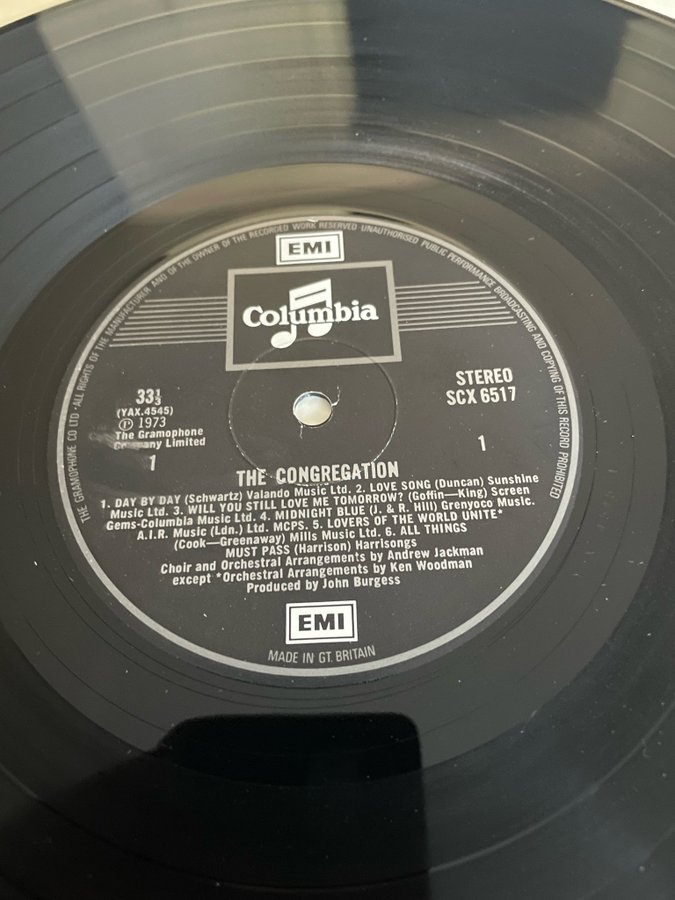 THE GRAMOPHONE CO LTD · ALL RIGHTS OF THE MANUFACTURER AND OF THE OWNER OF THE RECORDED WORK RESERVED · UNAUTHORISED PUBLIC PERFORMANCE BROADCASTING AND COPYING OF THIS RECORD PROHIBITED
EMI
Columbia
33⅓
(YAX.4545)
Ⓟ 1973
The Gramophone
Company Limited
1
STEREO
SCX 6517
1
THE CONGREGATION
1. DAY BY DAY (Schwartz) Valando Music Ltd. 2. LOVE SONG (Duncan) Sunshine
Music Ltd. 3. WILL YOU STILL LOVE ME TOMORROW? (Goffin—King) Screen
Gems-Columbia Music Ltd. 4. MIDNIGHT BLUE (J. & R. Hill) Grenyoco Music.
A.I.R. Music (Ldn.) Ltd. MCPS. 5. LOVERS OF THE WORLD UNITE*
(Cook—Greenaway) Mills Music Ltd. 6. ALL THINGS
MUST PASS (Harrison) Harrisongs
Choir and Orchestral Arrangements by Andrew Jackman
except *Orchestral Arrangements by Ken Woodman
Produced by John Burgess
EMI
MADE IN GT. BRITAIN